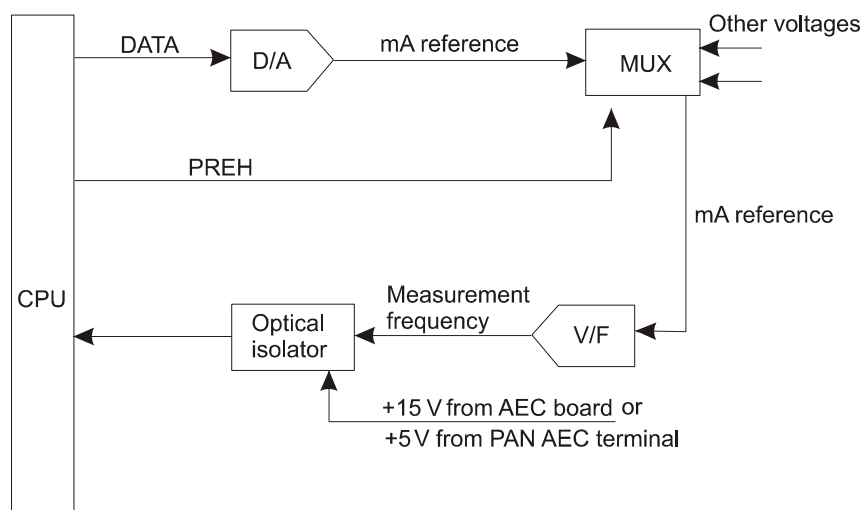 Other voltages
DATA
D/A
mA reference
MUX
PREH
mA reference
CPU
Measurement
frequency
Optical
isolator
V/F
+15 V from AEC board or
+5 V from PAN AEC terminal